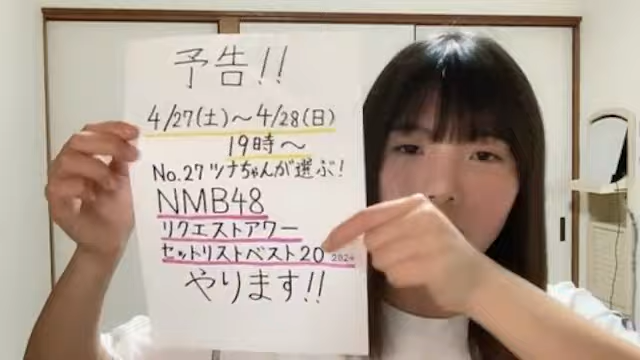 予告!!
4/27(土)～4/28(日)
19時～
No.27 ツナちゃんが選ぶ!
NMB48
リクエストアワー
セットリストベスト20 2024
やります!!